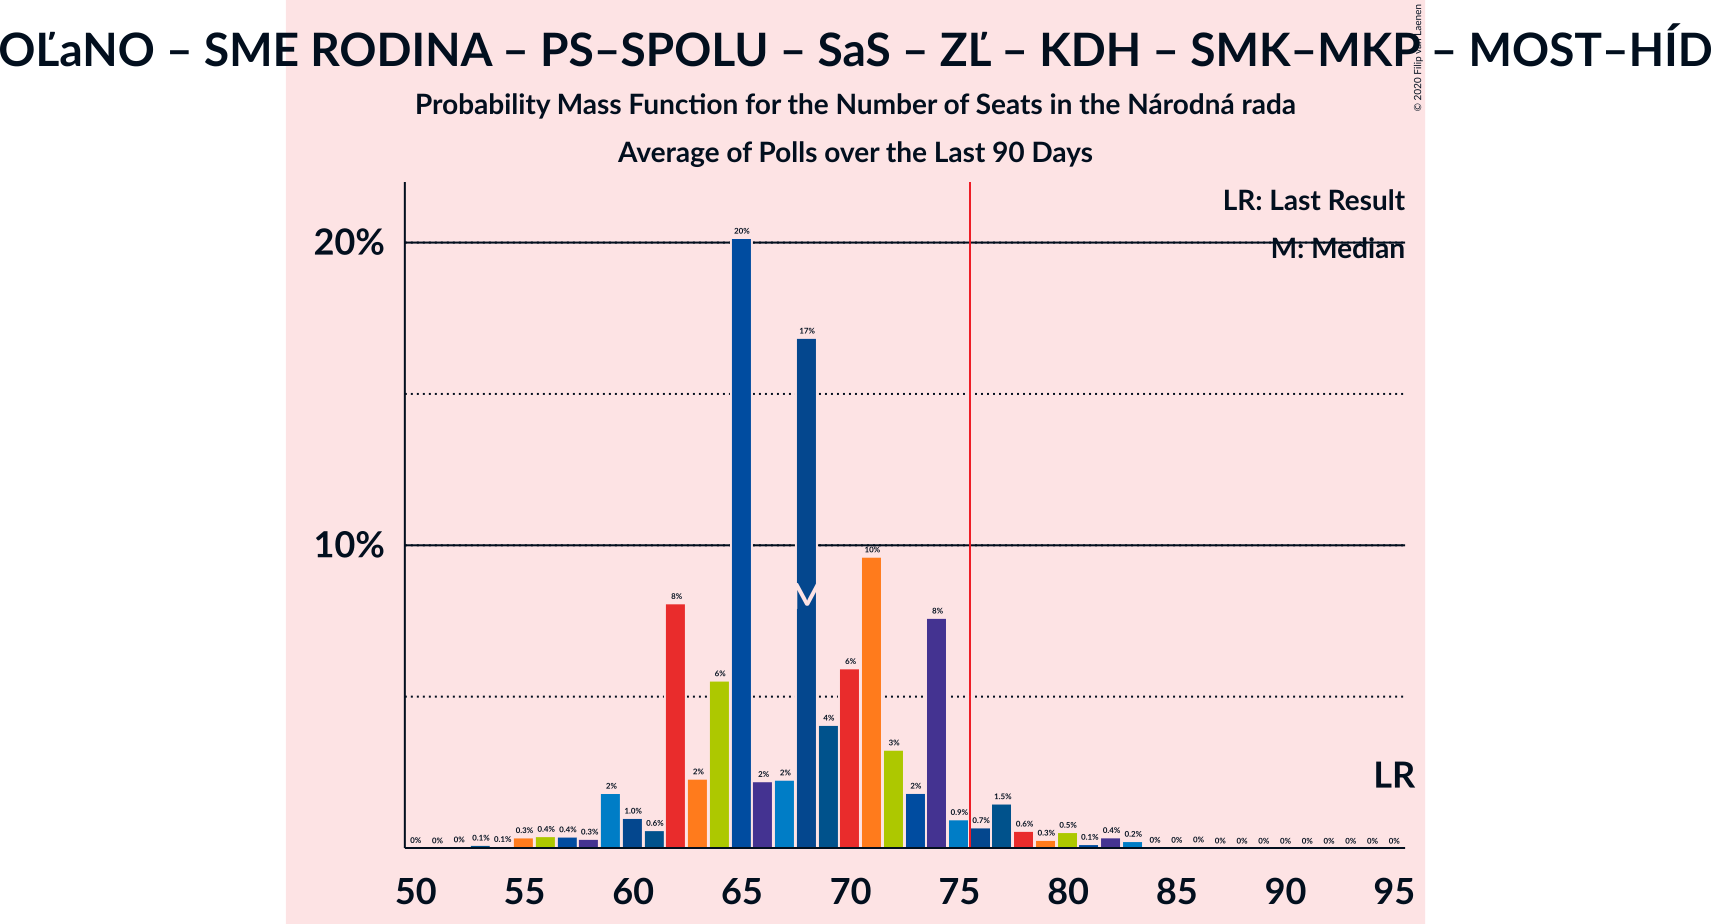 OĽaNO – SME RODINA – PS–SPOLU – SaS – ZĽ – KDH – SMK–MKP – MOST–HÍD
Probability Mass Function for the Number of Seats in the Národná rada
Average of Polls over the Last 90 Days
© 2020 Filip van Laenen
LR: Last Result
M: Median
20%
10%
20%
17%
10%
8%
8%
6%
6%
4%
3%
2% 2% 2% 2% 2%
1.5%
1.0% 0.6% 0.9% 0.7% 0.6% 0.3% 0.5% 0.1% 0.4% 0.2%
0% 0% 0% 0.1% 0.1% 0.3% 0.4% 0.4% 0.3%
0% 0% 0% 0% 0% 0% 0% 0% 0% 0% 0% 0%
M
LR
50 55 60 65 70 75 80 85 90 95